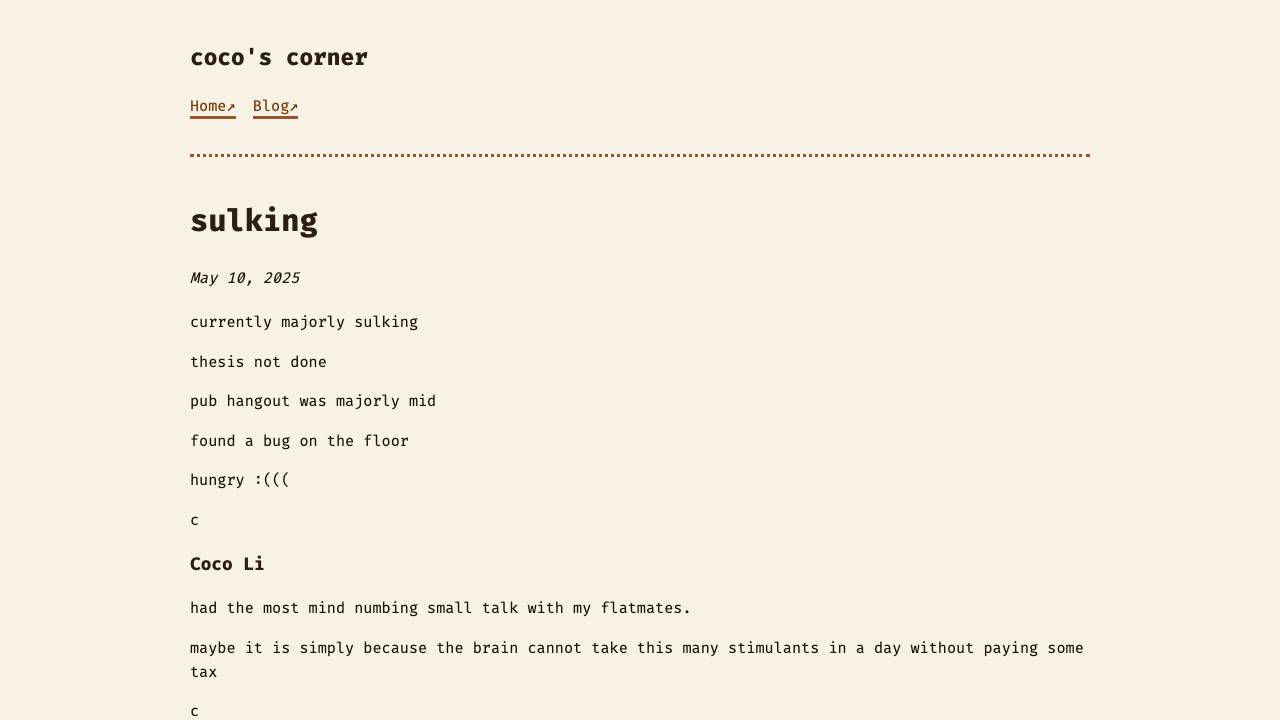 coco's corner
Home↗ Blog↗
sulking
May 10, 2025
currently majorly sulking
thesis not done
pub hangout was majorly mid
found a bug on the floor
hungry :(((
c
Coco Li
had the most mind numbing small talk with my flatmates.
maybe it is simply because the brain cannot take this many stimulants in a day without paying some
tax
c